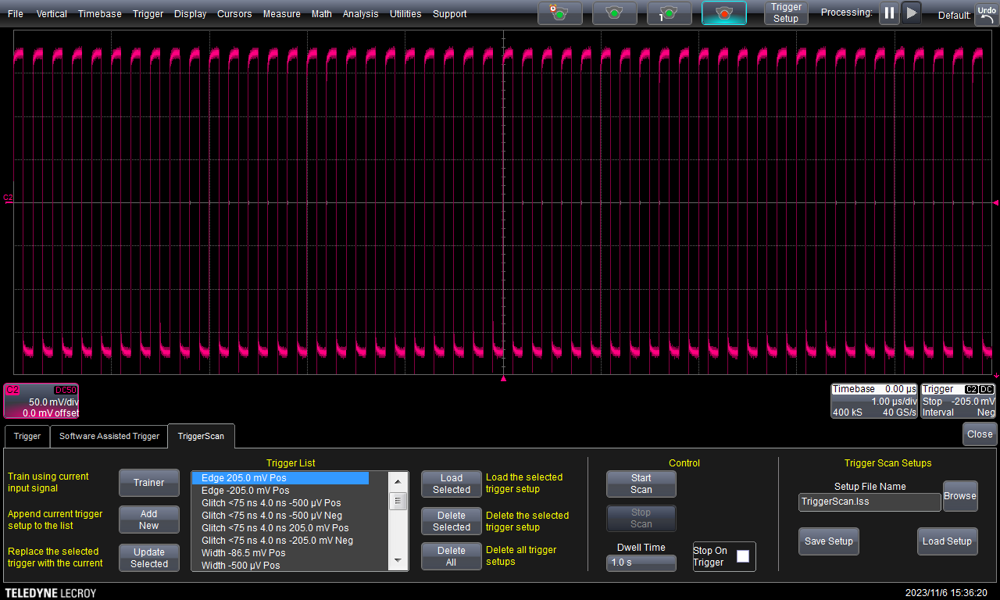 File Vertical Timebase Trigger Display Cursors Measure Math Analysis Utilities Support
1
Trigger
Setup
Processing:
Default:
Undo
C2
C2 DC50
50.0 mV/div
0.0 mV offset
Timebase 0.00 µs
1.00 µs/div
400 kS 40 GS/s
Trigger C2 DC
Stop -205.0 mV
Interval Neg
Trigger Software Assisted Trigger TriggerScan
Close
Train using current
input signal
Trainer
Append current trigger
setup to the list
Add
New
Replace the selected
trigger with the current
Update
Selected
Trigger List
Edge 205.0 mV Pos
Edge -205.0 mV Pos
Glitch <75 ns 4.0 ns -500 µV Pos
Glitch <75 ns 4.0 ns -500 µV Neg
Glitch <75 ns 4.0 ns 205.0 mV Pos
Glitch <75 ns 4.0 ns -205.0 mV Neg
Width -86.5 mV Pos
Width -500 µV Pos
Load
Selected
Load the selected
trigger setup
Delete
Selected
Delete the selected
trigger setup
Delete
All
Delete all trigger
setups
Control
Start
Scan
Stop
Scan
Dwell Time
1.0 s
Stop On
Trigger
Trigger Scan Setups
Setup File Name
TriggerScan.lss
Browse
Save Setup
Load Setup
TELEDYNE LECROY
2023/11/6 15:36:20